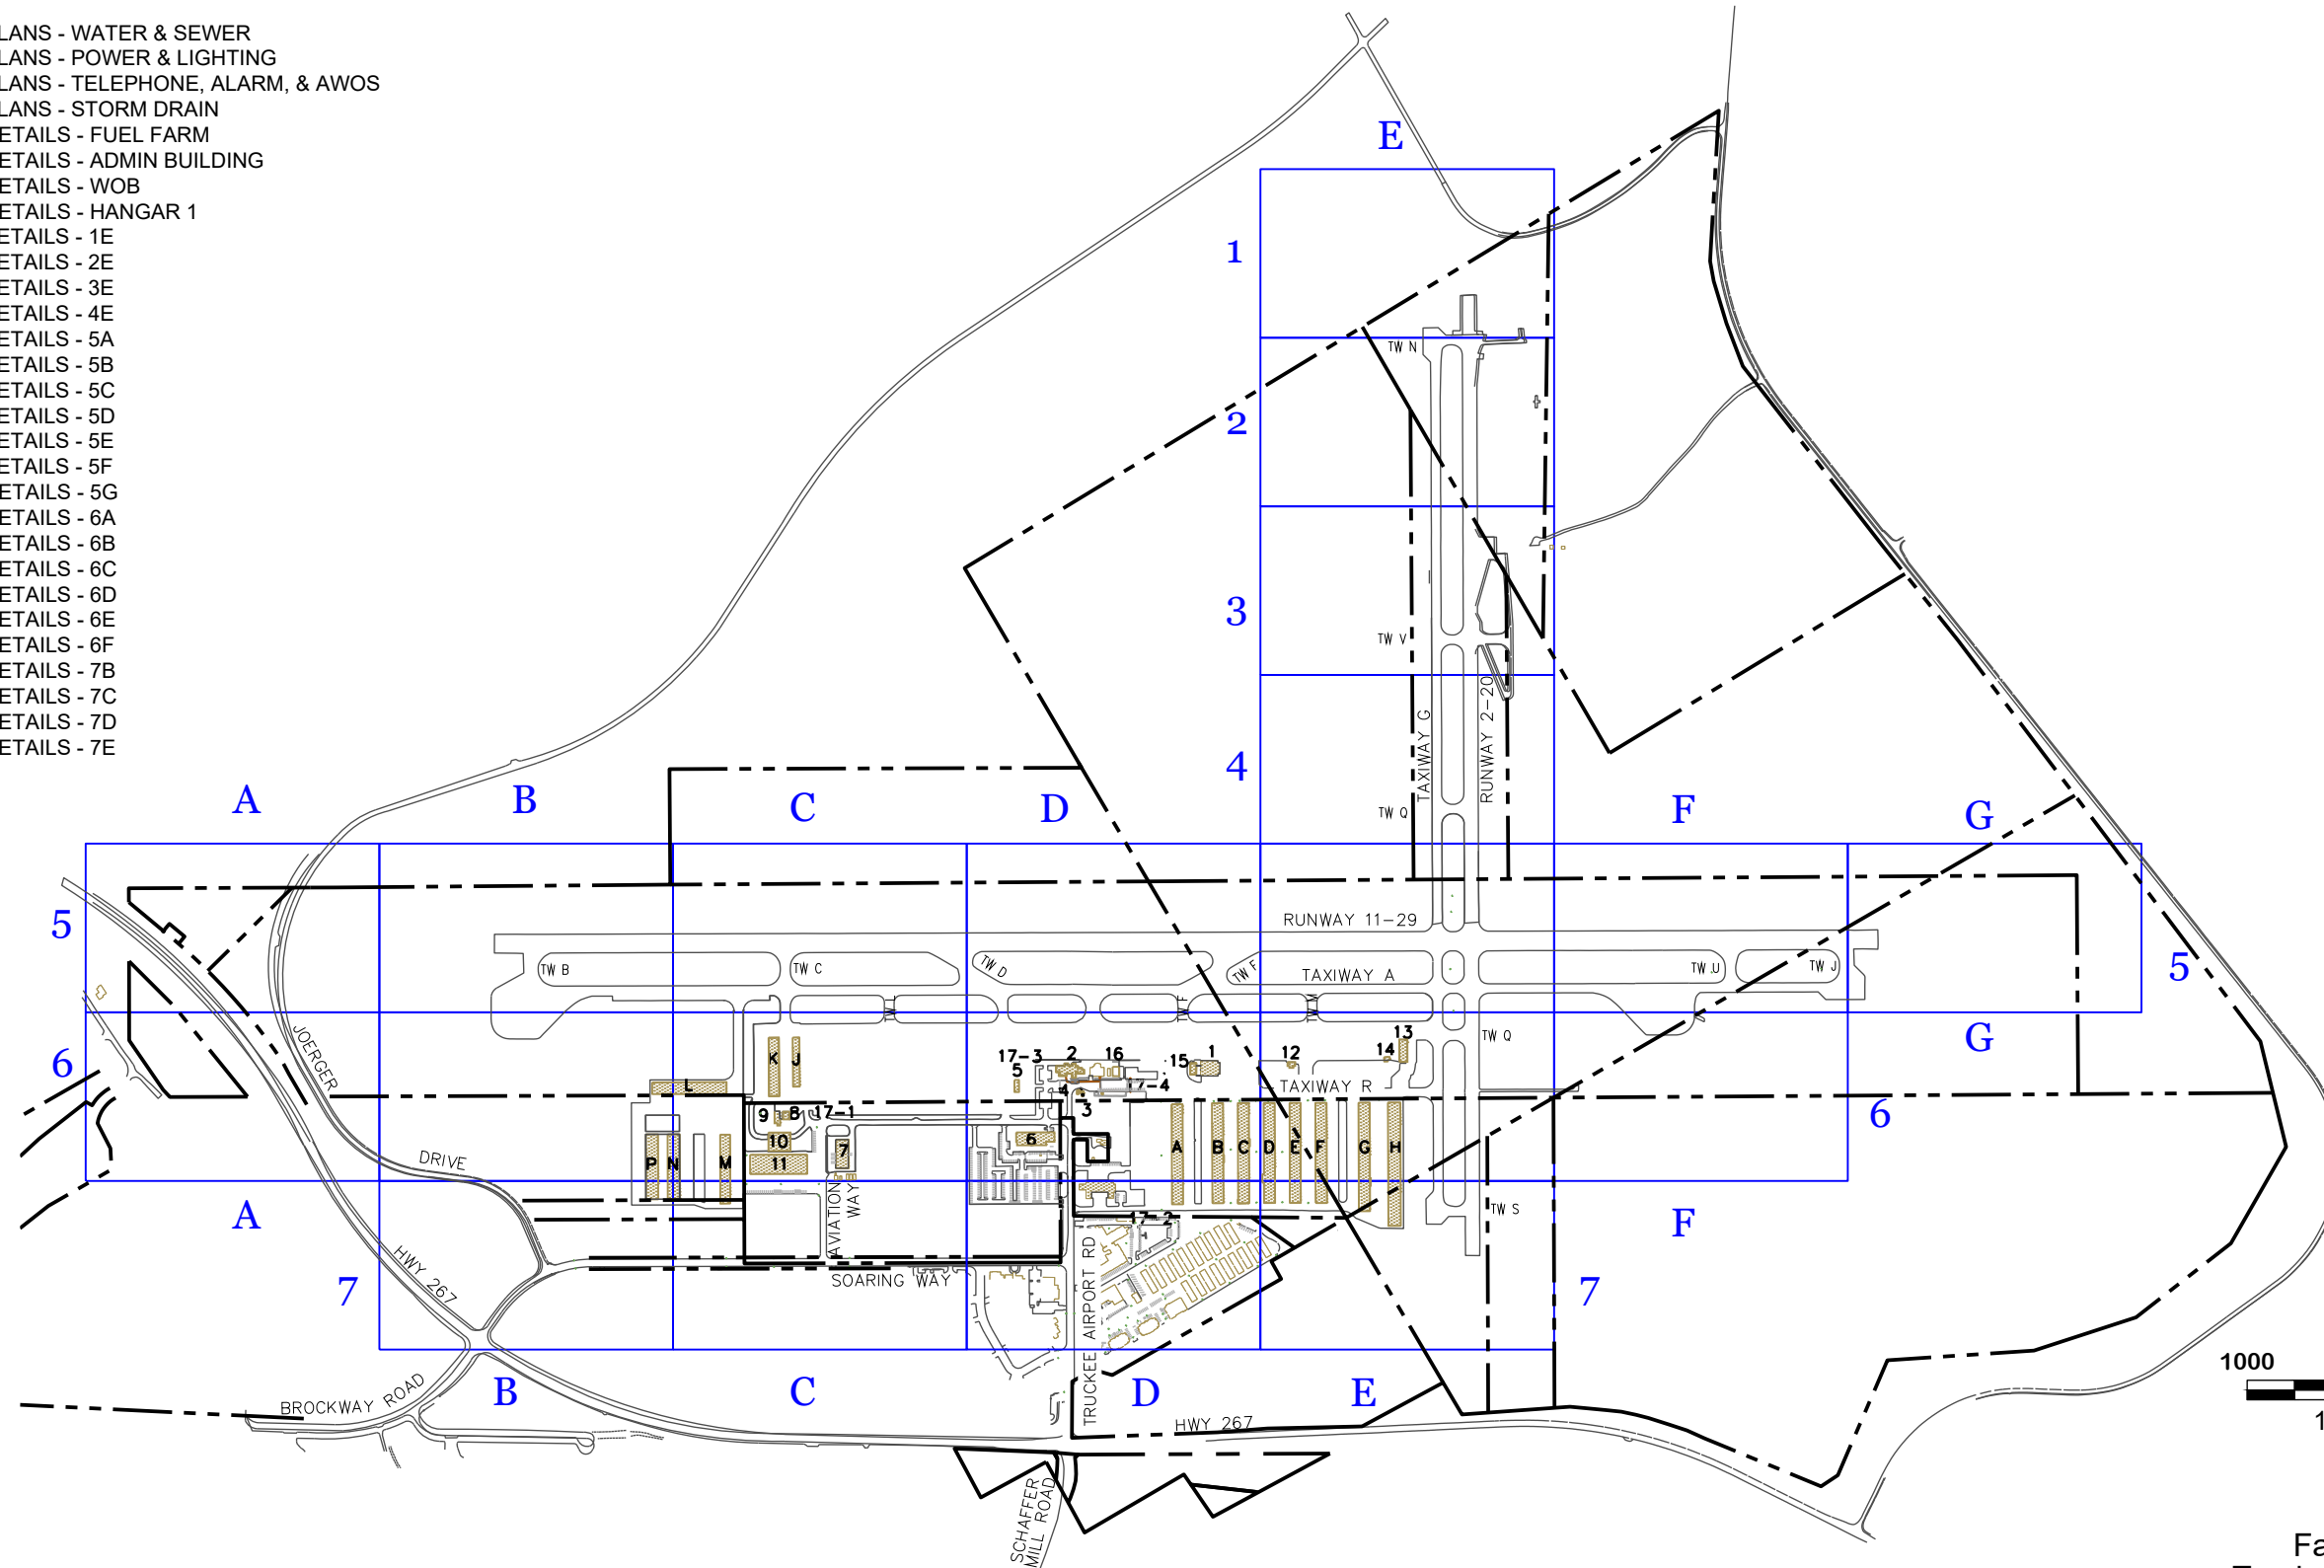 LANS - WATER & SEWER
LANS - POWER & LIGHTING
LANS - TELEPHONE, ALARM, & AWOS
LANS - STORM DRAIN
ETAILS - FUEL FARM
ETAILS - ADMIN BUILDING
ETAILS - WOB
ETAILS - HANGAR 1
ETAILS - 1E
ETAILS - 2E
ETAILS - 3E
ETAILS - 4E
ETAILS - 5A
ETAILS - 5B
ETAILS - 5C
ETAILS - 5D
ETAILS - 5E
ETAILS - 5F
ETAILS - 5G
ETAILS - 6A
ETAILS - 6B
ETAILS - 6C
ETAILS - 6D
ETAILS - 6E
ETAILS - 6F
ETAILS - 7B
ETAILS - 7C
ETAILS - 7D
ETAILS - 7E
E
1
TW N
2
3
TW V
4
TAXIWAY G
RUNWAY 2-20
TW Q
A
B
C
D
F
G
5
RUNWAY 11-29
TW B
TW C
TW D
TW F
TAXIWAY A
TW U
TW J
5
TW M
6
JOERGER
DRIVE
K
J
L
17-3
5
2
16
17-4
4
3
15
1
12
14
13
TW Q
G
TAXIWAY R
9
8
17-1
10
11
7
6
P
N
M
A
B
C
D
E
F
G
H
6
A
AVIATION
WAY
17-2
TW S
F
HWY 267
7
SOARING WAY
TRUCKEE AIRPORT RD
7
BROCKWAY ROAD
B
C
D
E
HWY 267
SCHAFFER
MILL ROAD
1000
1
Fa